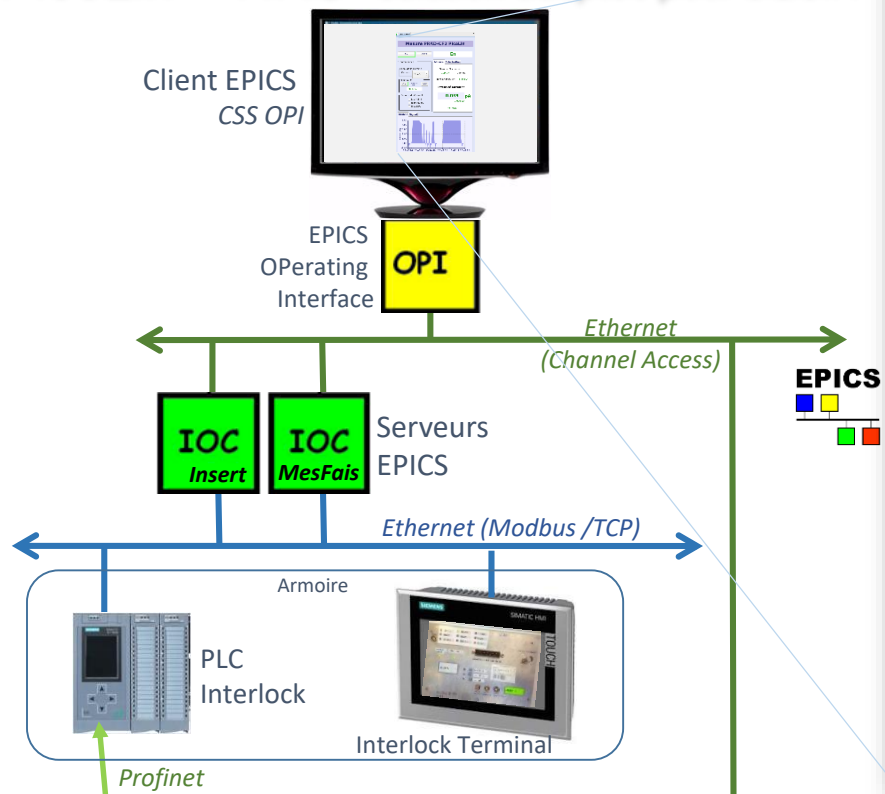 Client EPICS
CSS OPI
EPICS
OPerating
Interface
OPI
Ethernet
(Channel Access)
EPICS
IOC
Insert
IOC
MesFais
Serveurs
EPICS
Ethernet (Modbus /TCP)
Armoire
SIEMENS
SIMATIC HMI
TOUCH
PLC
Interlock
Interlock Terminal
Profinet